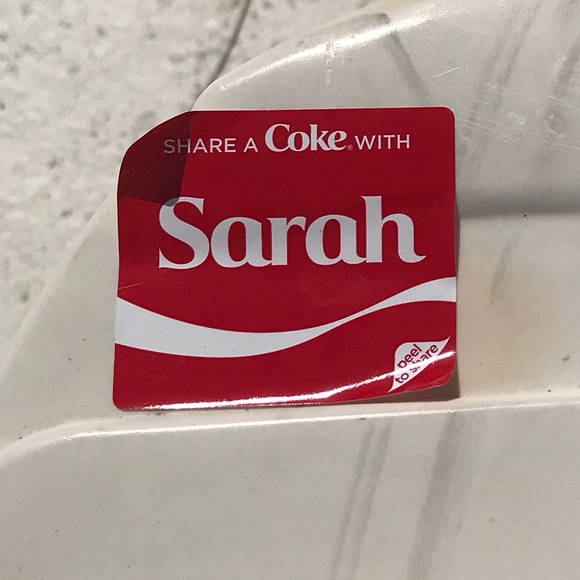 SHARE A Coke WITH
Sarah
peel
to share